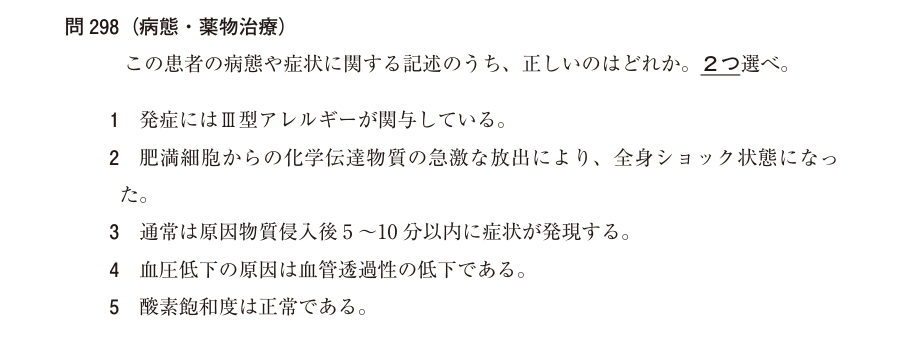 問 298（病態・薬物治療）
この患者の病態や症状に関する記述のうち、正しいのはどれか。２つ選べ。
1 発症にはⅢ型アレルギーが関与している。
2 肥満細胞からの化学伝達物質の急激な放出により、全身ショック状態になっ
た。
3 通常は原因物質侵入後 5 〜10 分以内に症状が発現する。
4 血圧低下の原因は血管透過性の低下である。
5 酸素飽和度は正常である。